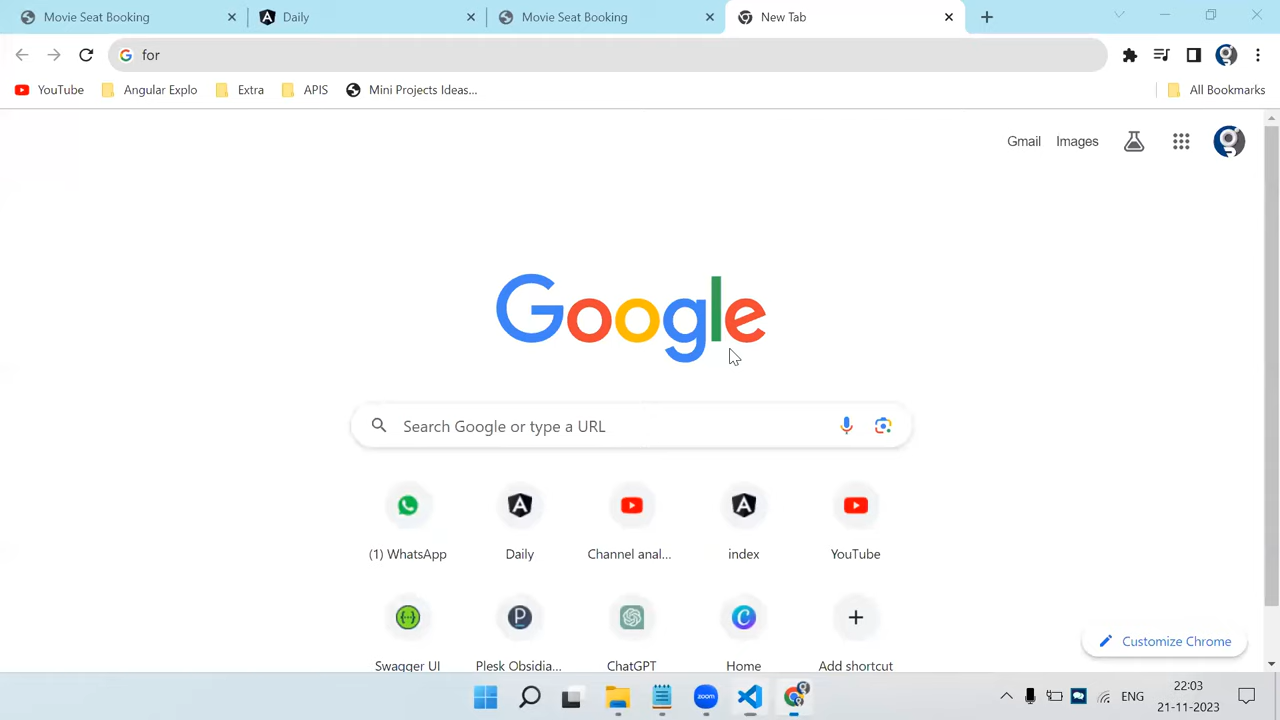 Movie Seat Booking
Daily
Movie Seat Booking
New Tab
for
YouTube
Angular Explo
Extra
APIS
Mini Projects Ideas...
All Bookmarks
Gmail
Images
Google
Search Google or type a URL
(1) WhatsApp
Daily
Channel anal...
index
YouTube
Swagger UI
Plesk Obsidia...
ChatGPT
Home
Add shortcut
Customize Chrome
zoom
ENG
22:03
21-11-2023